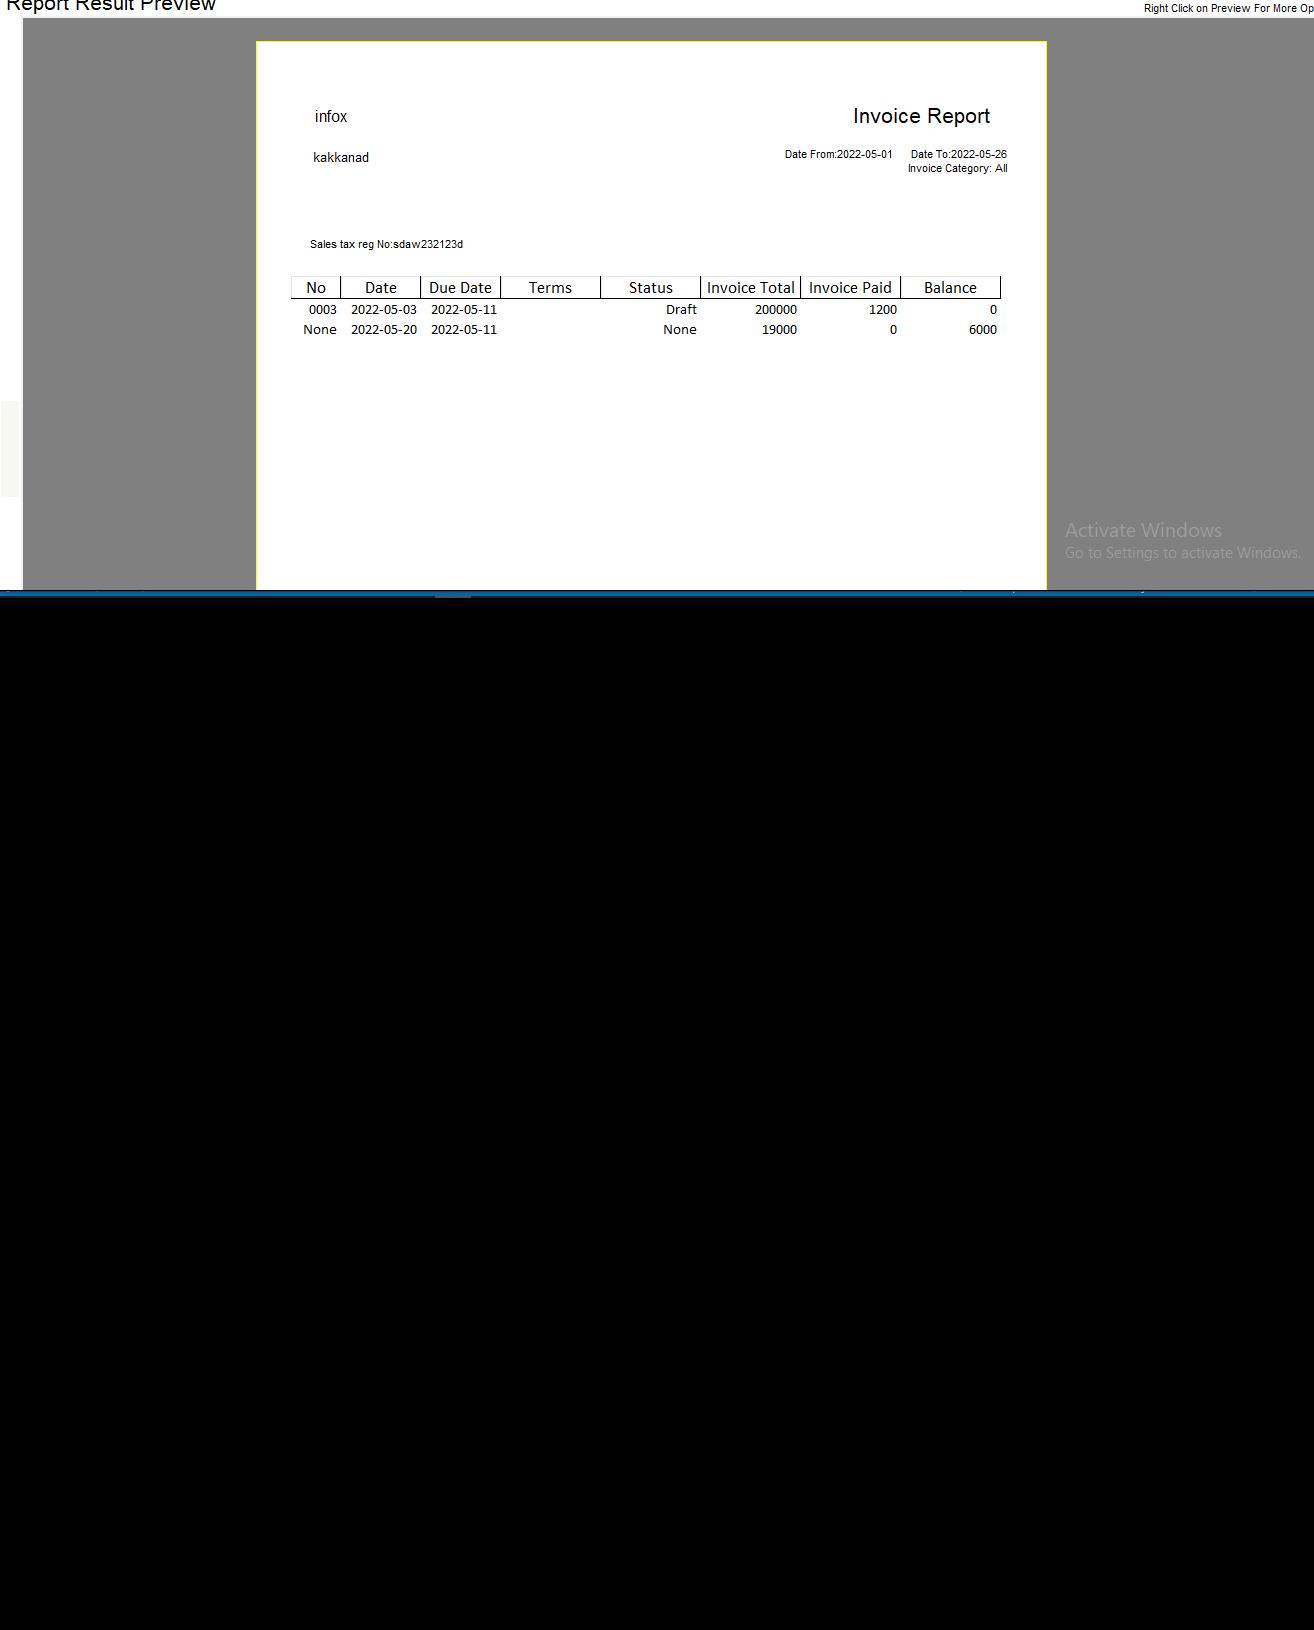 Report Result Preview
Right Click on Preview For More Op
infox
Invoice Report
kakkanad
Date From:2022-05-01 Date To:2022-05-26
Invoice Category: All
Sales tax reg No:sdaw232123d
No Date Due Date Terms Status Invoice Total Invoice Paid Balance
0003 2022-05-03 2022-05-11 Draft 200000 1200 0
None 2022-05-20 2022-05-11 None 19000 0 6000
Activate Windows
Go to Settings to activate Windows.